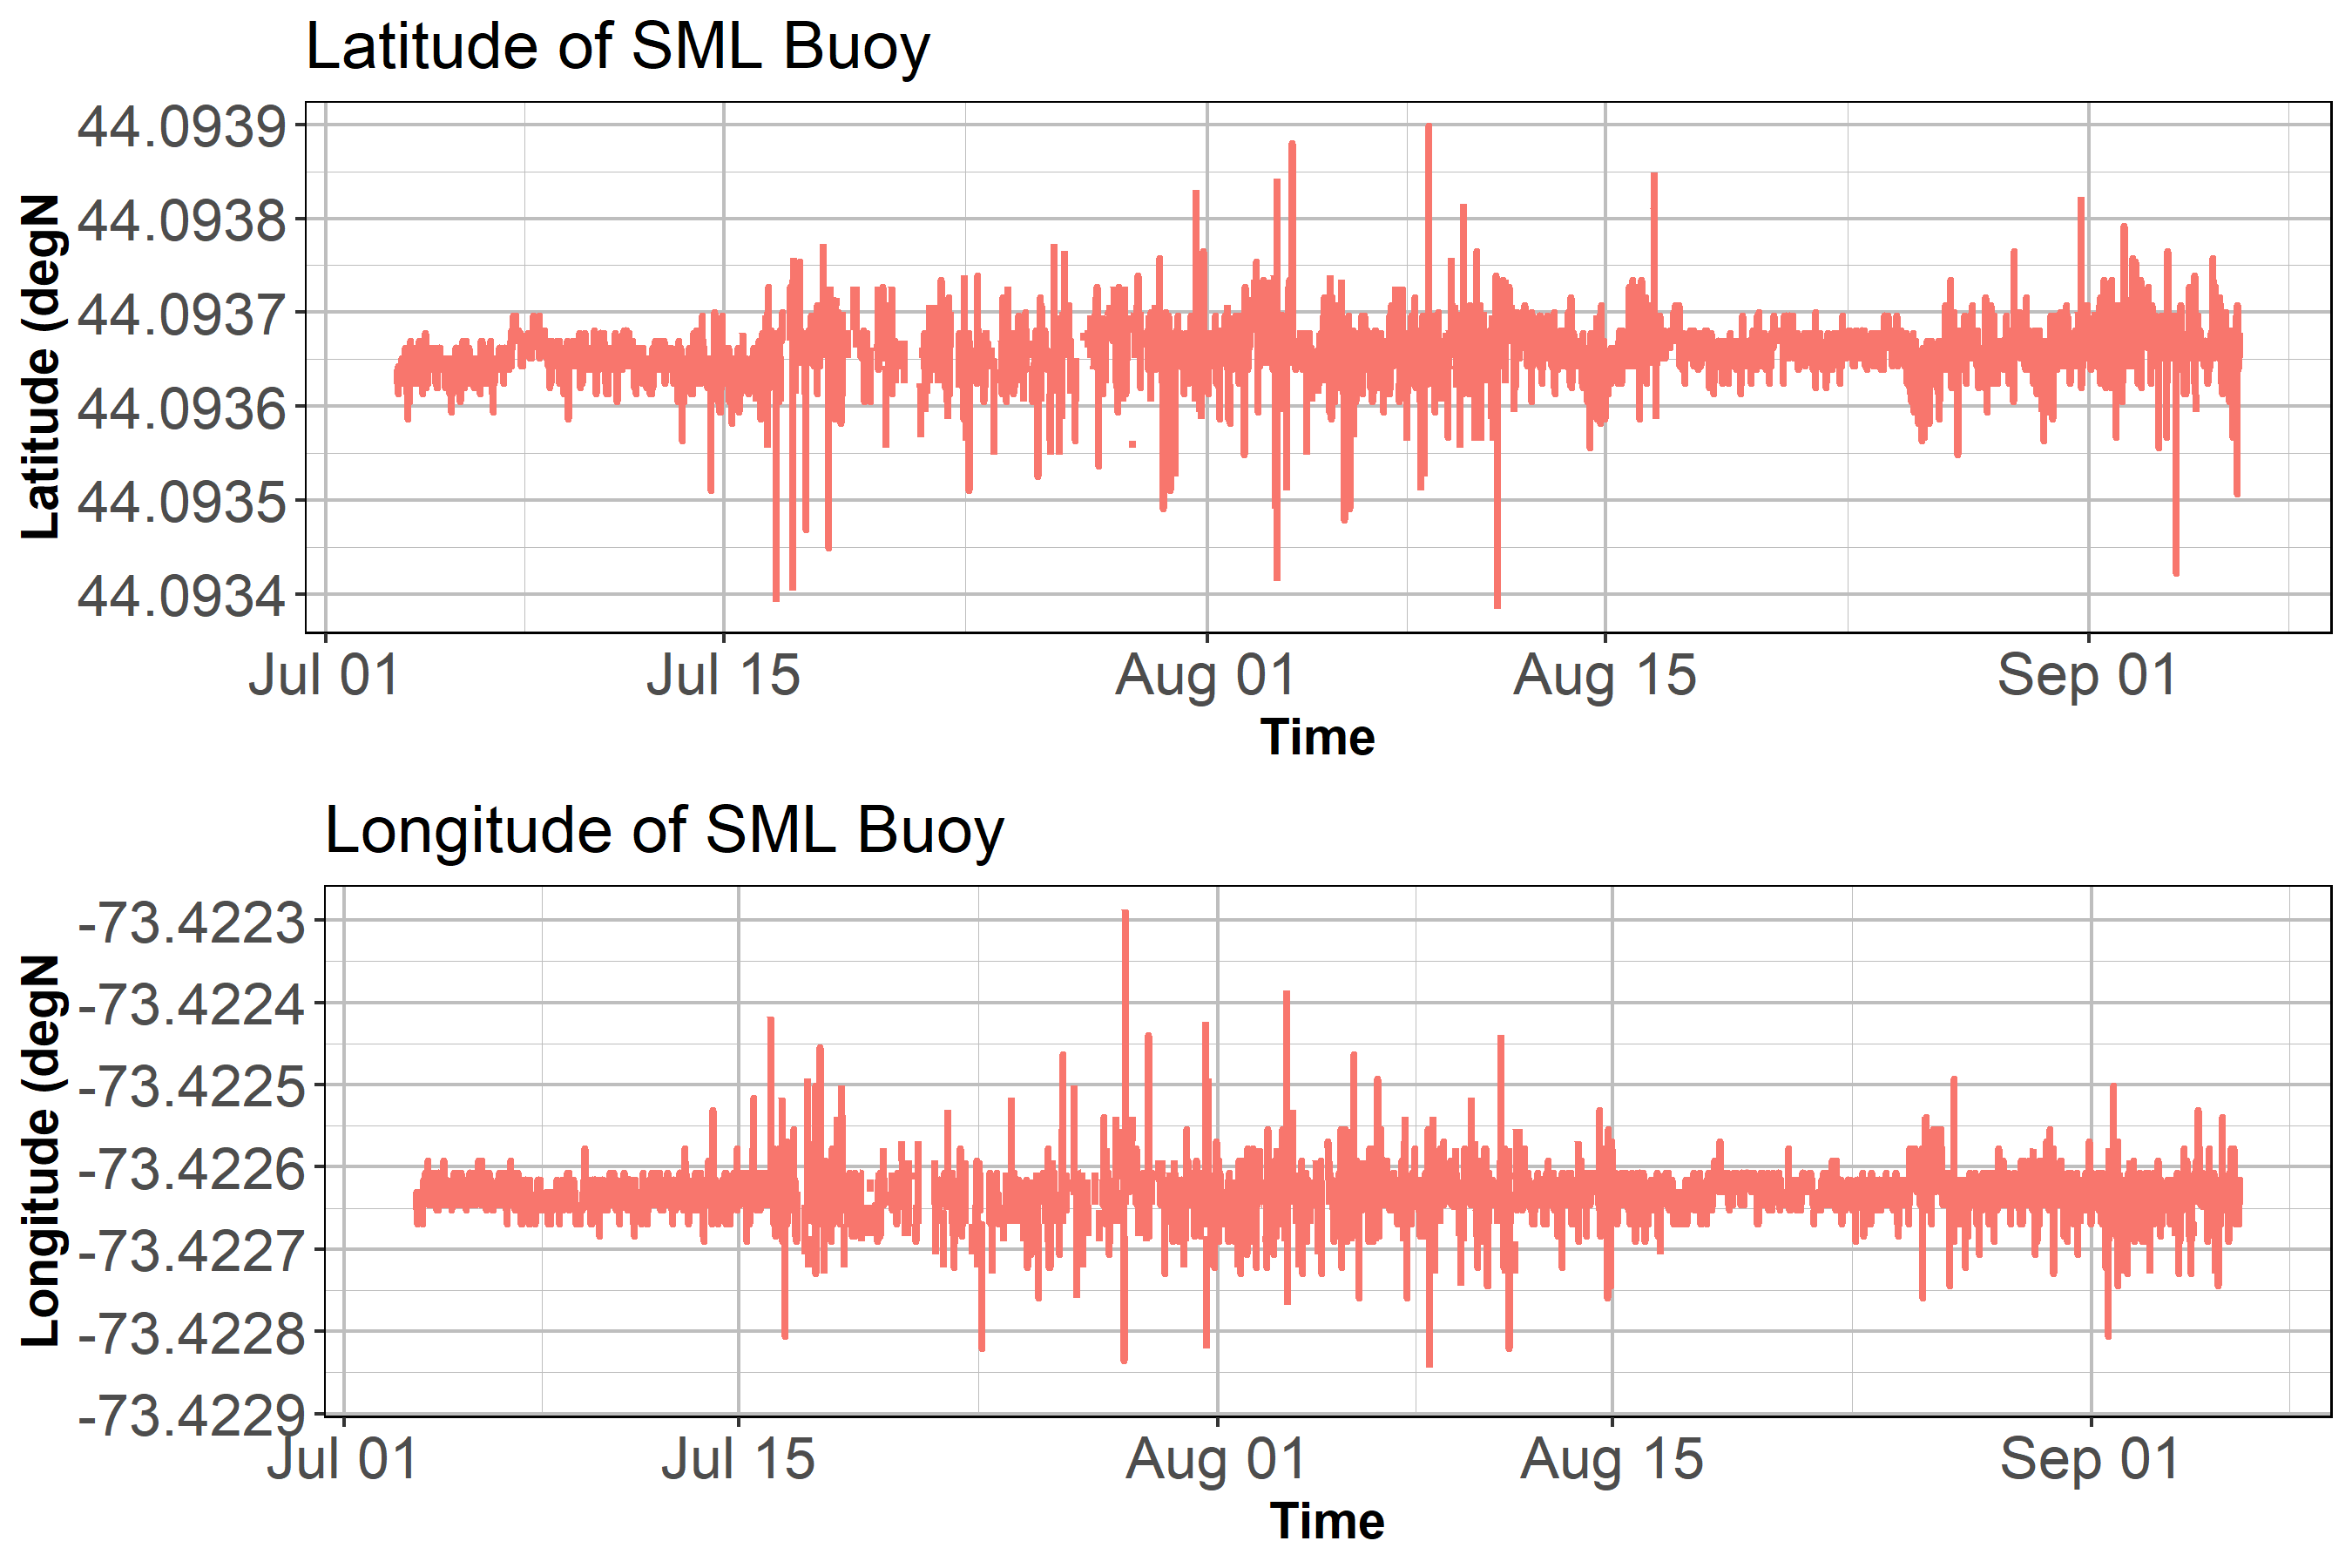 Latitude of SML Buoy
Latitude (degN
44.0939
44.0938
44.0937
44.0936
44.0935
44.0934
Jul 01 Jul 15 Aug 01 Aug 15 Sep 01
Time
Longitude of SML Buoy
Longitude (degN
-73.4223
-73.4224
-73.4225
-73.4226
-73.4227
-73.4228
-73.4229
Jul 01 Jul 15 Aug 01 Aug 15 Sep 01
Time